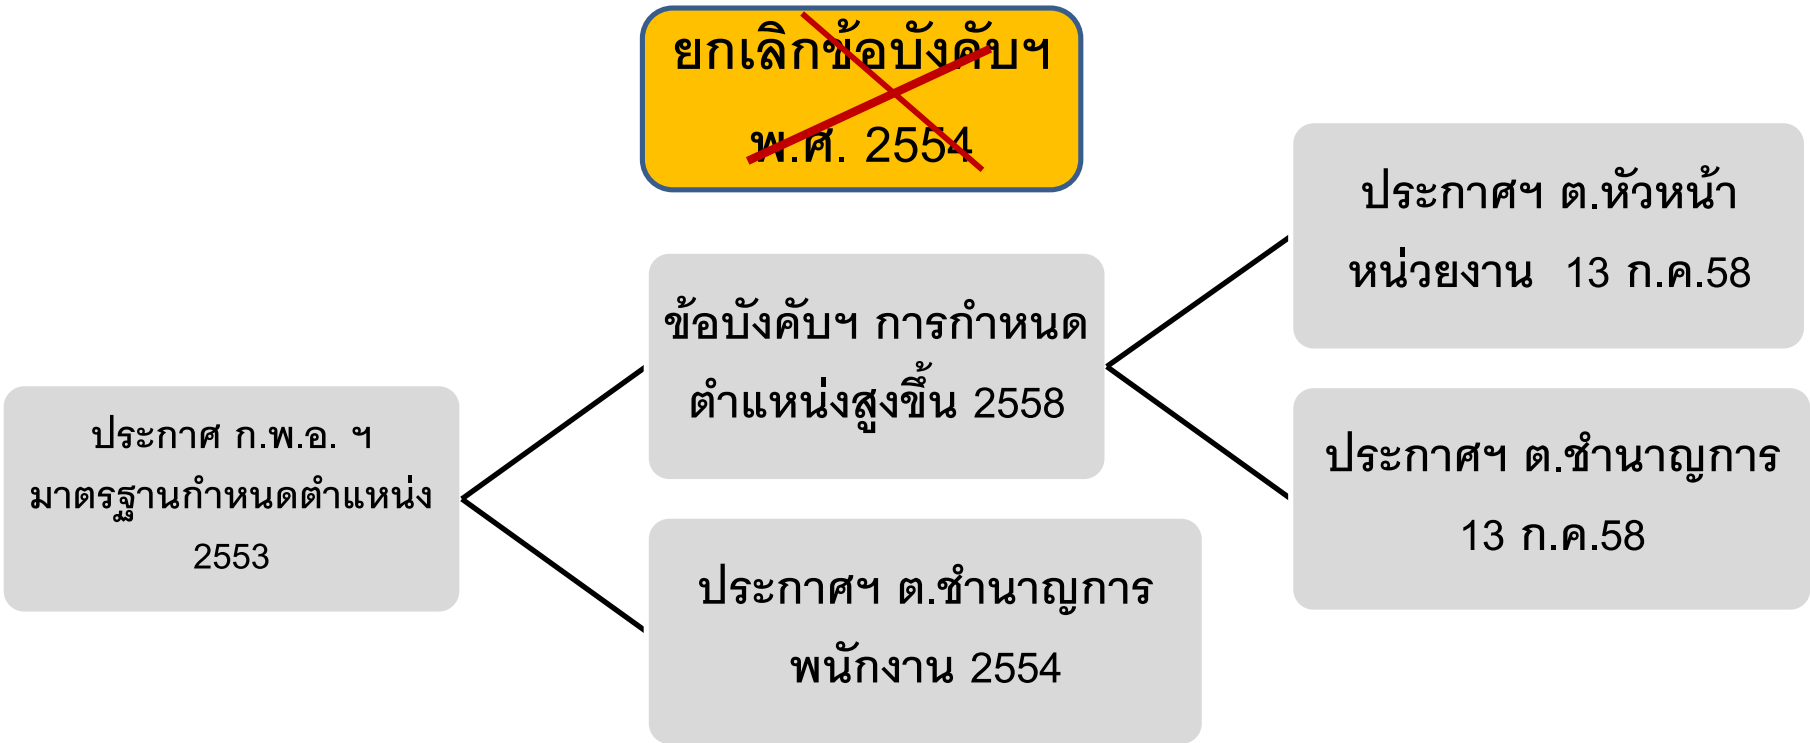 ยกเลิกข้อบังคับฯ
พ.ศ. 2554
ประกาศ ก.พ.อ. ฯ
มาตรฐานกำหนดตำแหน่ง
2553
ข้อบังคับฯ การกำหนด
ตำแหน่งสูงขึ้น 2558
ประกาศฯ ต.ชำนาญการ
พนักงาน 2554
ประกาศฯ ต.หัวหน้า
หน่วยงาน 13 ก.ค.58
ประกาศฯ ต.ชำนาญการ
13 ก.ค.58